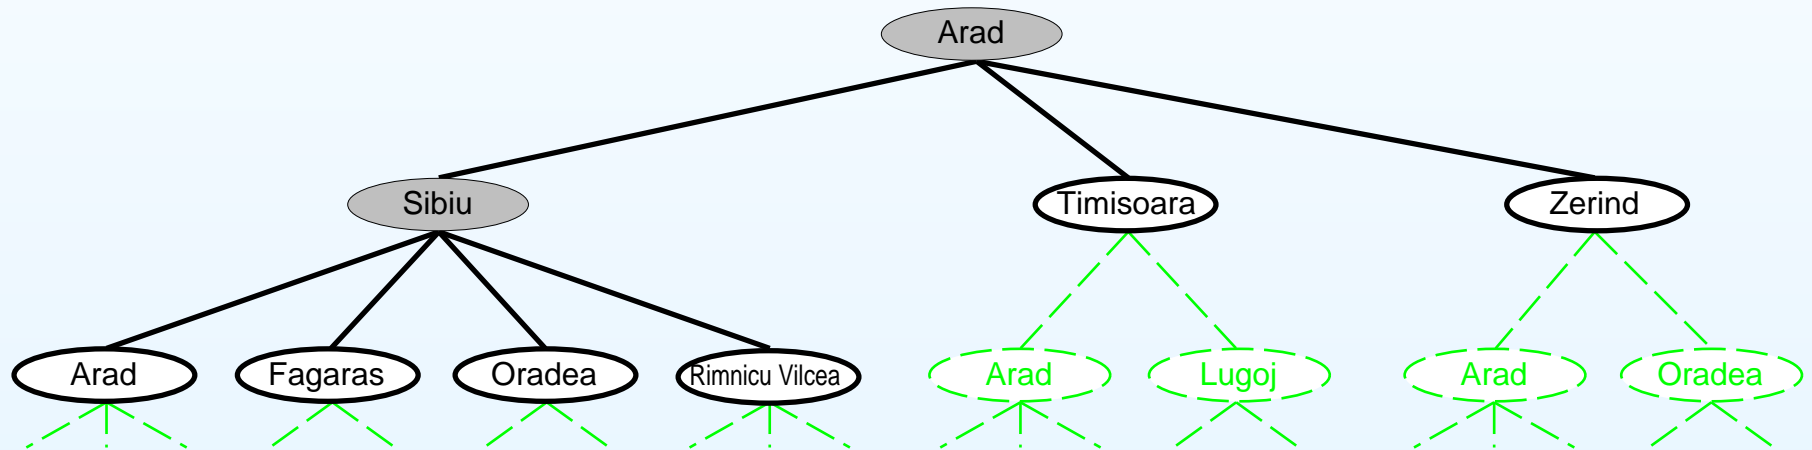 Arad
Sibiu
Timisoara
Zerind
Arad
Fagaras
Oradea
Rimnicu Vilcea
Arad
Lugoj
Arad
Oradea